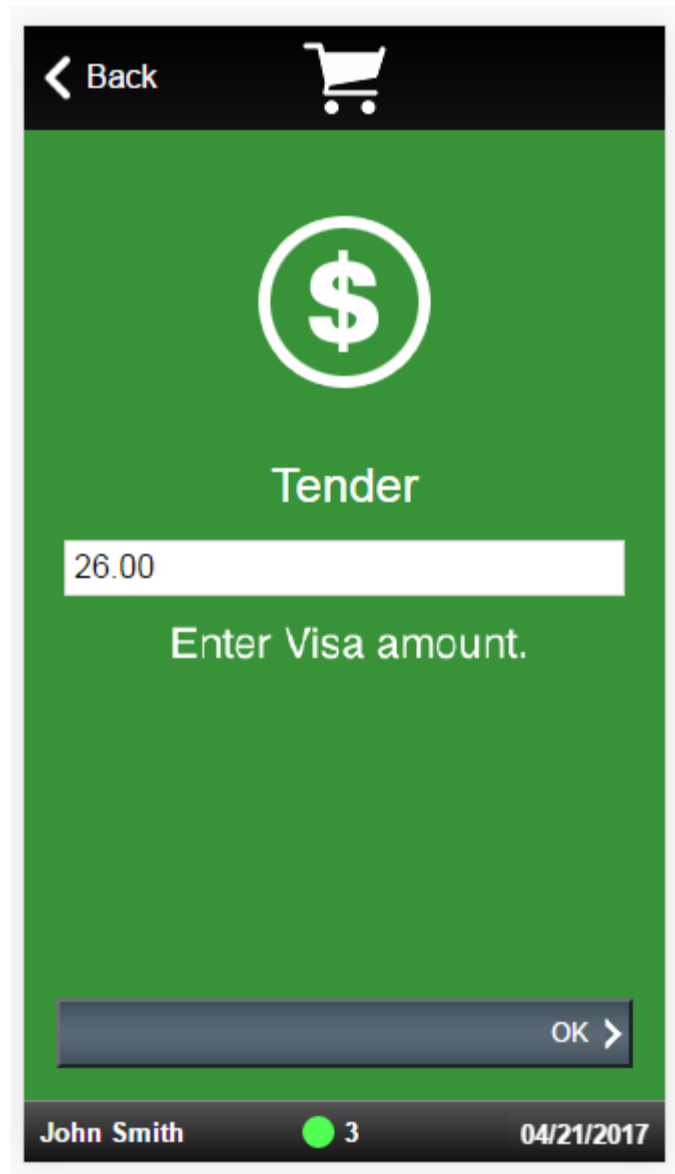 Back
$
Tender
26.00
Enter Visa amount.
OK
John Smith 3 04/21/2017